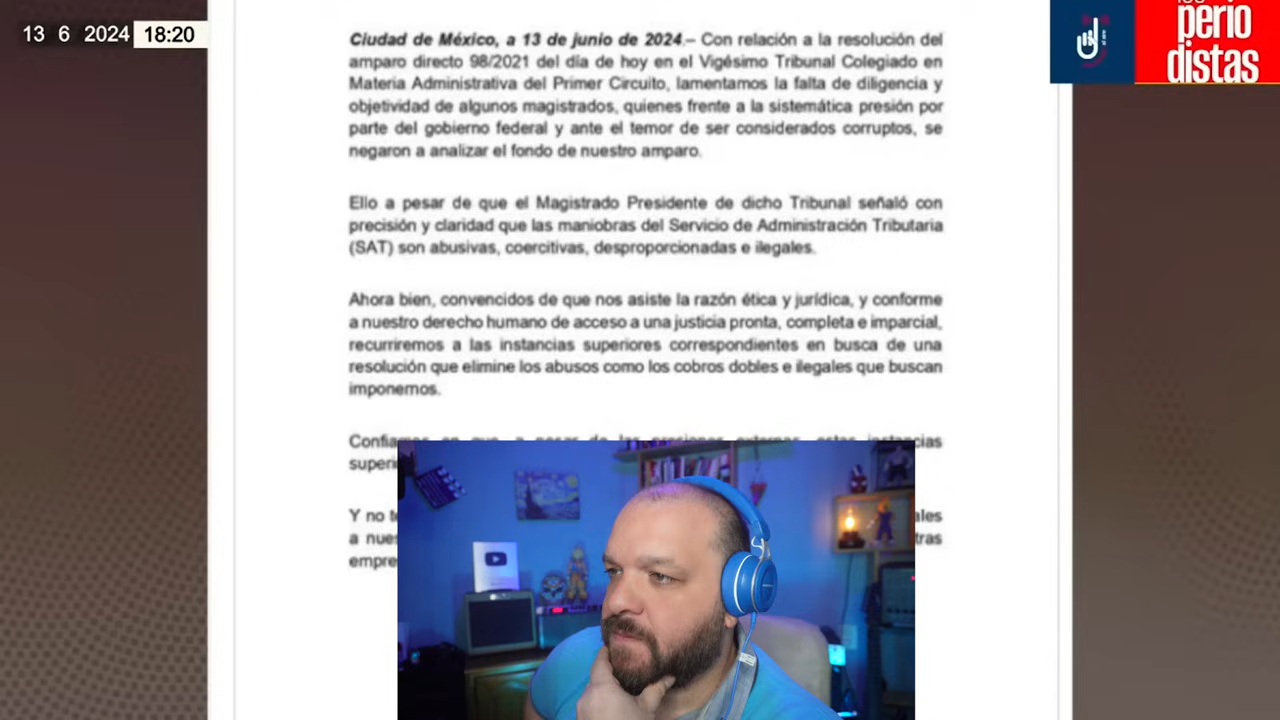 13 6 2024 18:20
perio
distas
Ciudad de México, a 13 de junio de 2024.– Con relación a la resolución del
amparo directo 98/2021 del día de hoy en el Vigésimo Tribunal Colegiado en
Materia Administrativa del Primer Circuito, lamentamos la falta de diligencia y
objetividad de algunos magistrados, quienes frente a la sistemática presión por
parte del gobierno federal y ante el temor de ser considerados corruptos, se
negaron a analizar el fondo de nuestro amparo.
Ello a pesar de que el Magistrado Presidente de dicho Tribunal señaló con
precisión y claridad que las maniobras del Servicio de Administración Tributaria
(SAT) son abusivas, coercitivas, desproporcionadas e ilegales.
Ahora bien, convencidos de que nos asiste la razón ética y jurídica, y conforme
a nuestro derecho humano de acceso a una justicia pronta, completa e imparcial,
recurriremos a las instancias superiores correspondientes en busca de una
resolución que elimine los abusos como los cobros dobles e ilegales que buscan
imponernos.